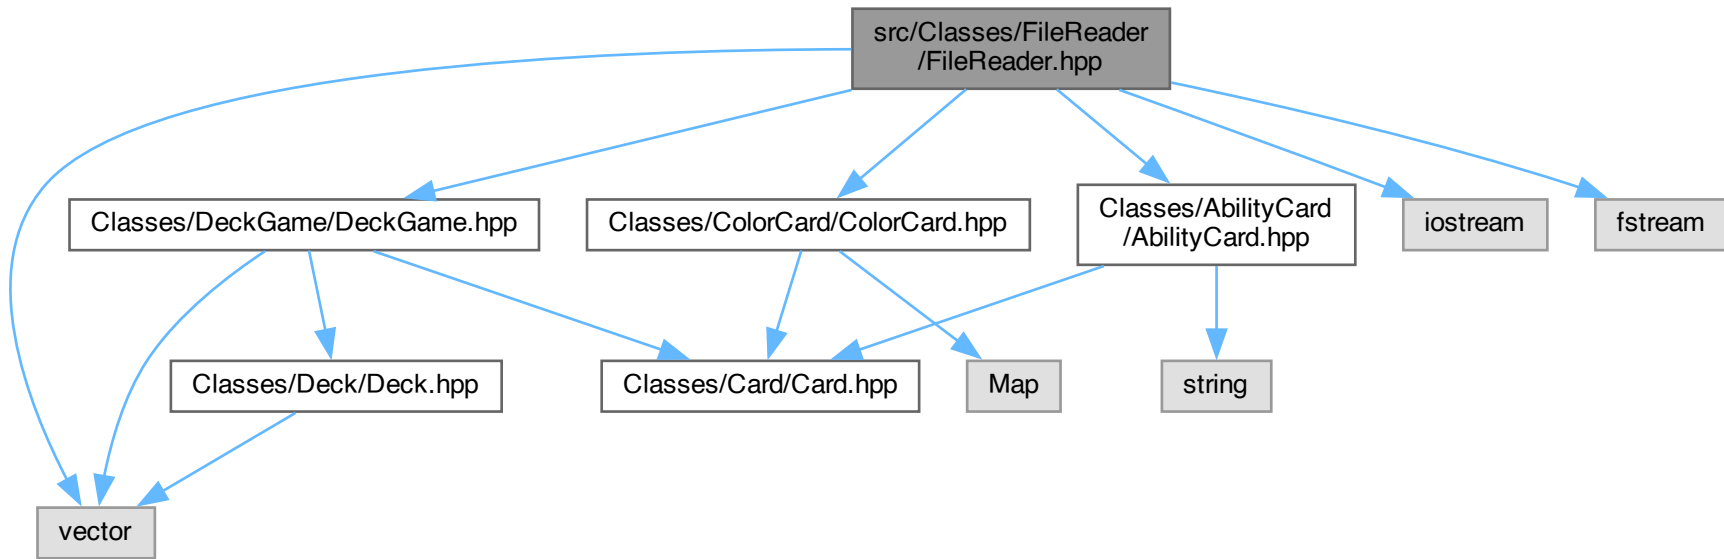 src/Classes/FileReader
/FileReader.hpp
Classes/DeckGame/DeckGame.hpp
Classes/ColorCard/ColorCard.hpp
Classes/AbilityCard
/AbilityCard.hpp
iostream
fstream
Classes/Deck/Deck.hpp
Classes/Card/Card.hpp
Map
string
vector